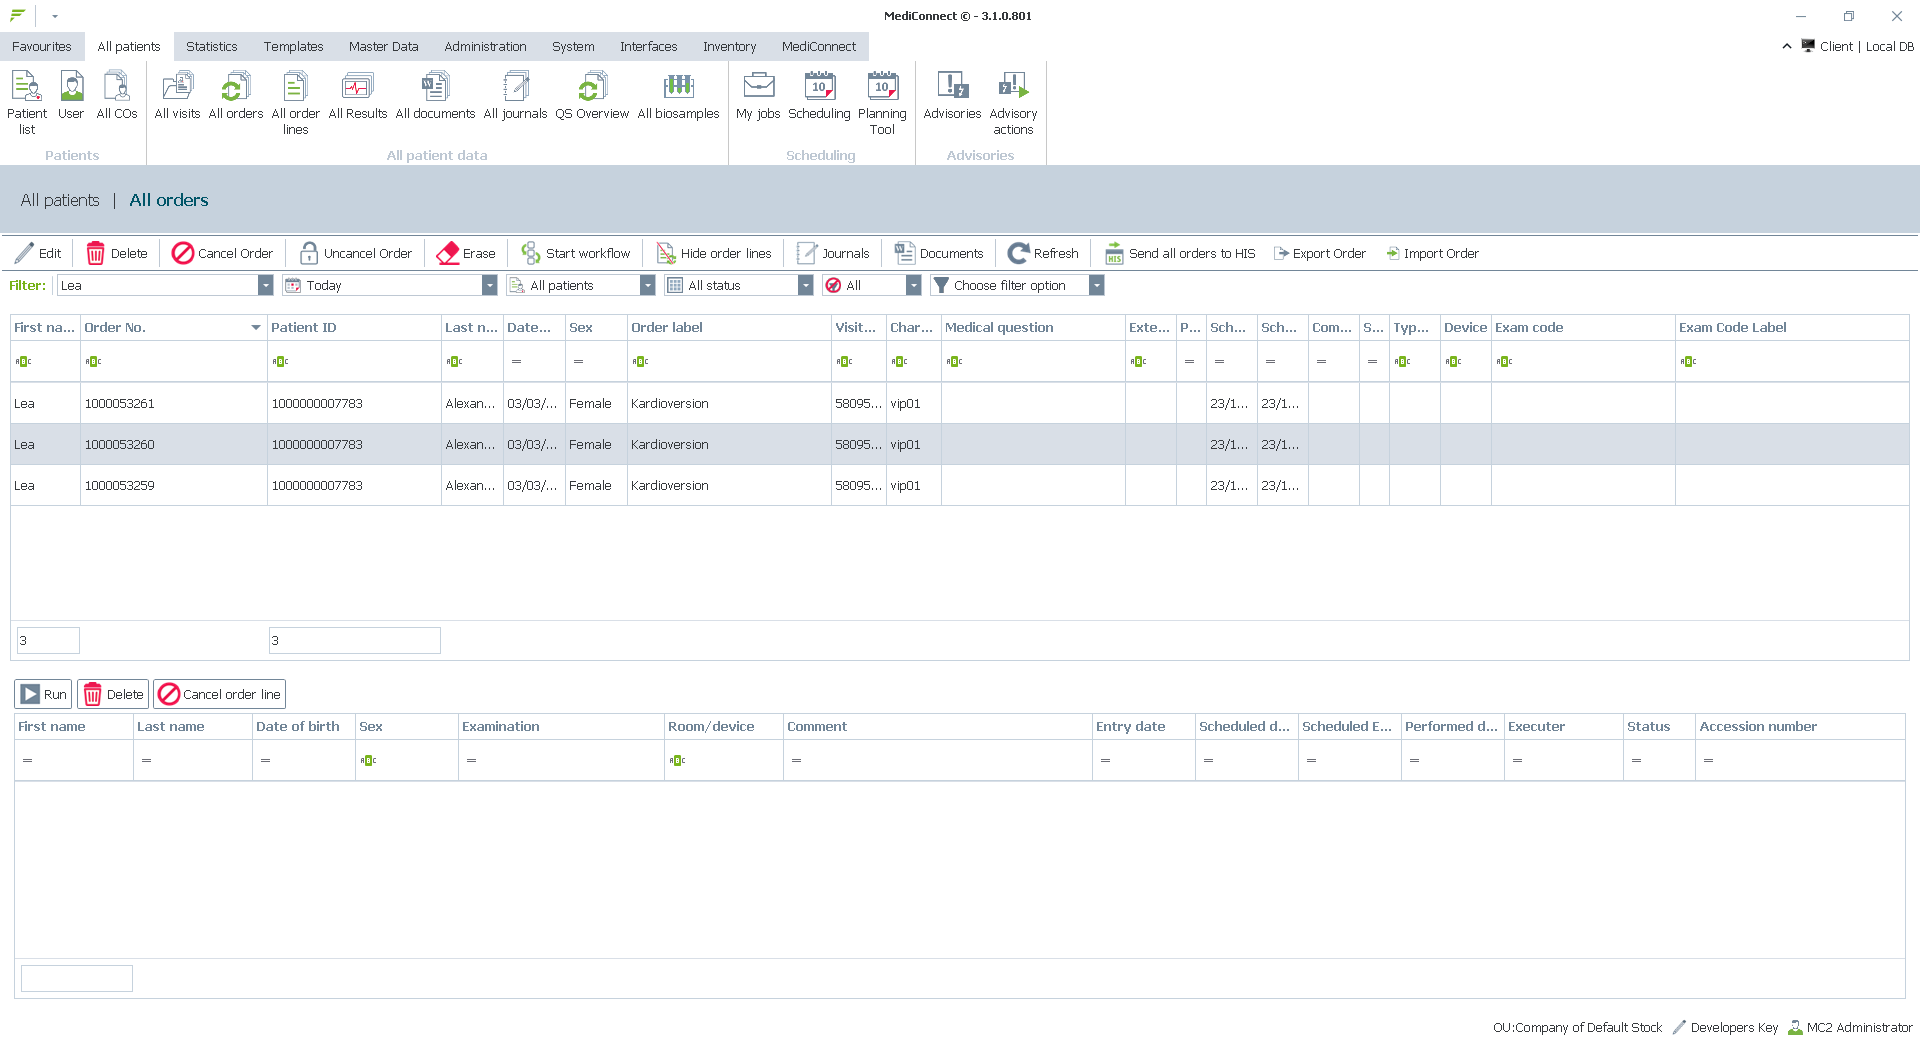 MediConnect © - 3.1.0.801
Favourites All patients Statistics Templates Master Data Administration System Interfaces Inventory MediConnect
Client | Local DB
Patient list
User
All COs
All visits
All orders
All order lines
All Results
All documents
All journals
QS Overview
All biosamples
My jobs
Scheduling
Planning Tool
Advisories
Advisory actions
Patients All patient data Scheduling Advisories
All patients | All orders
Edit Delete Cancel Order Uncancel Order Erase Start workflow Hide order lines Journals Documents Refresh Send all orders to HIS Export Order Import Order
Filter: Lea Today All patients All status All Choose filter option
First na... Order No. Patient ID Last n... Date... Sex Order label Visit... Char... Medical question Exte... P... Sch... Sch... Com... S... Typ... Device Exam code Exam Code Label
Lea 1000053261 1000000007783 Alexan... 03/03/... Female Kardioversion 58095... vip01 23/1... 23/1...
Lea 1000053260 1000000007783 Alexan... 03/03/... Female Kardioversion 58095... vip01 23/1... 23/1...
Lea 1000053259 1000000007783 Alexan... 03/03/... Female Kardioversion 58095... vip01 23/1... 23/1...
3 3
Run Delete Cancel order line
First name Last name Date of birth Sex Examination Room/device Comment Entry date Scheduled d... Scheduled E... Performed d... Executer Status Accession number
OU:Company of Default Stock Developers Key MC2 Administrator